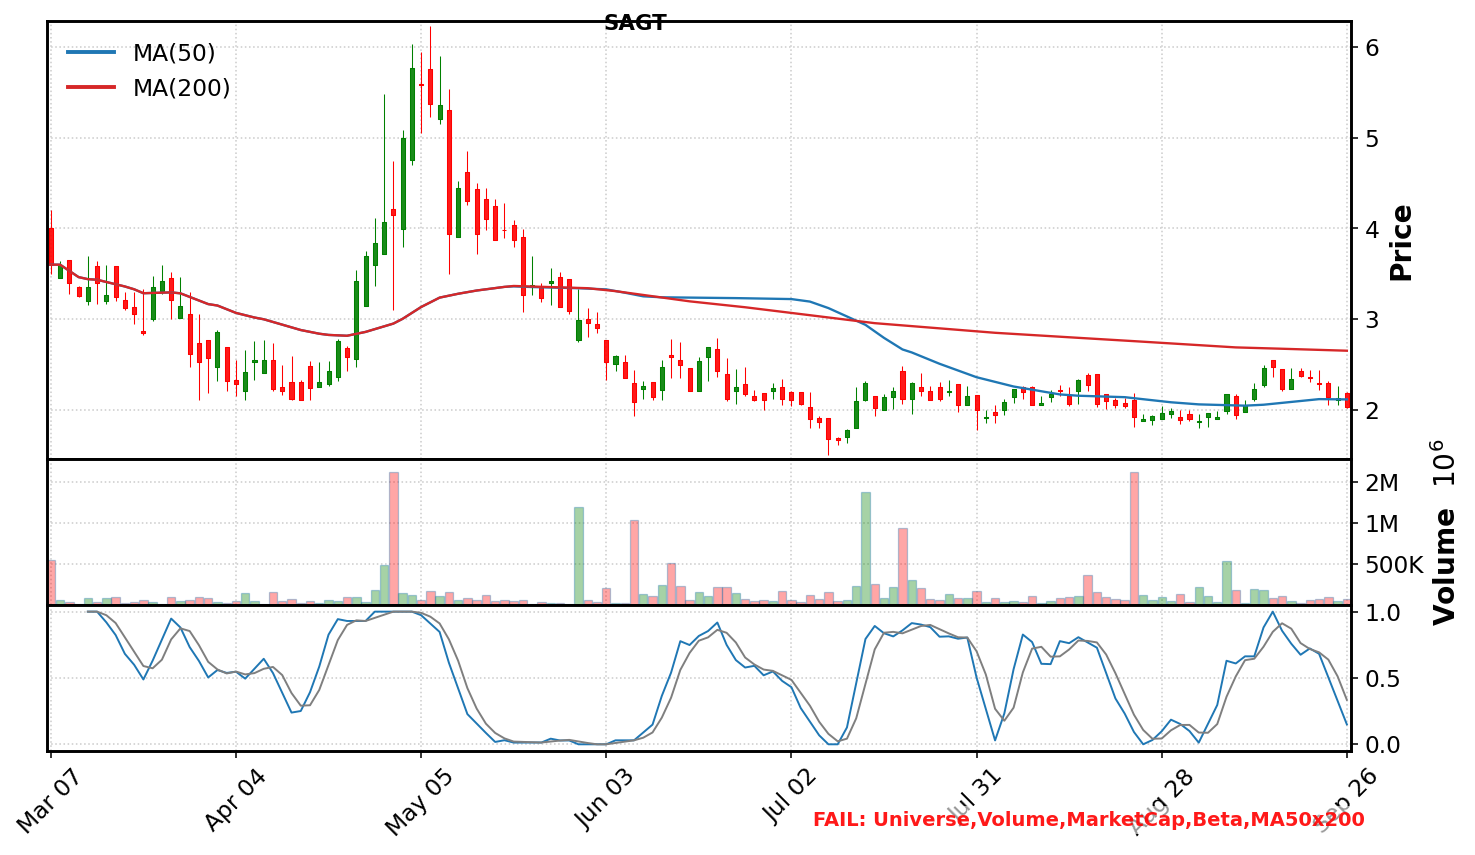 SAGT
MA(50)
MA(200)
6
5
4
3
2
Price
2M
1M
500K
Volume 10^6
1.0
0.5
0.0
Mar 07
Apr 04
May 05
Jun 03
Jul 02
Jul 31
Aug 28
Sep 26
FAIL: Universe,Volume,MarketCap,Beta,MA50x200